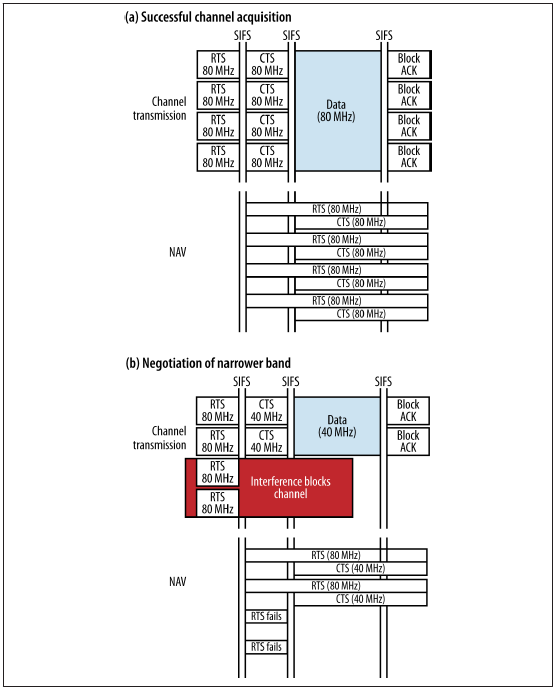 (a) Successful channel acquisition
SIFS SIFS SIFS
RTS
80 MHz
CTS
80 MHz
Block
ACK
RTS
80 MHz
CTS
80 MHz
Block
ACK
Channel
transmission
Data
(80 MHz)
RTS
80 MHz
CTS
80 MHz
Block
ACK
RTS
80 MHz
CTS
80 MHz
Block
ACK
NAV
RTS (80 MHz)
CTS (80 MHz)
RTS (80 MHz)
CTS (80 MHz)
RTS (80 MHz)
CTS (80 MHz)
RTS (80 MHz)
CTS (80 MHz)
(b) Negotiation of narrower band
SIFS SIFS SIFS
RTS
80 MHz
CTS
40 MHz
Block
ACK
Channel
transmission
Data
(40 MHz)
RTS
80 MHz
CTS
40 MHz
Block
ACK
RTS
80 MHz
Interference blocks
channel
RTS
80 MHz
NAV
RTS (80 MHz)
CTS (40 MHz)
RTS (80 MHz)
CTS (40 MHz)
RTS fails
RTS fails